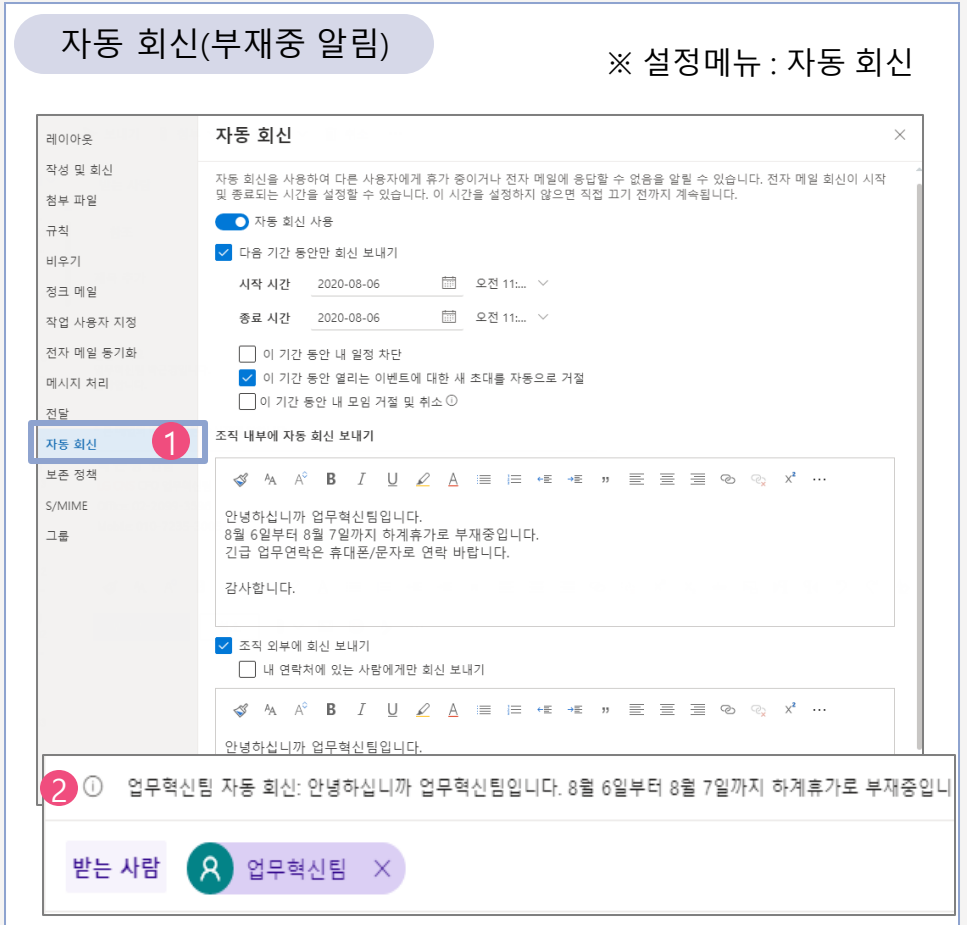 자동 회신(부재중 알림)
※ 설정메뉴 : 자동 회신
레이아웃
작성 및 회신
첨부 파일
규칙
비우기
정크 메일
작업 사용자 지정
전자 메일 동기화
메시지 처리
전달
자동 회신
1
보존 정책
S/MIME
그룹
자동 회신
자동 회신을 사용하여 다른 사용자에게 휴가 중이거나 전자 메일에 응답할 수 없음을 알릴 수 있습니다. 전자 메일 회신이 시작
및 종료되는 시간을 설정할 수 있습니다. 이 시간을 설정하지 않으면 직접 끄기 전까지 계속됩니다.
자동 회신 사용
다음 기간 동안만 회신 보내기
시작 시간 2020-08-06 오전 11:...
종료 시간 2020-08-06 오전 11:...
이 기간 동안 내 일정 차단
이 기간 동안 열리는 이벤트에 대한 새 초대를 자동으로 거절
이 기간 동안 내 모임 거절 및 취소
조직 내부에 자동 회신 보내기
안녕하십니까 업무혁신팀입니다.
8월 6일부터 8월 7일까지 하계휴가로 부재중입니다.
긴급 업무연락은 휴대폰/문자로 연락 바랍니다.
감사합니다.
조직 외부에 회신 보내기
내 연락처에 있는 사람에게만 회신 보내기
안녕하십니까 업무혁신팀입니다.
2 업무혁신팀 자동 회신: 안녕하십니까 업무혁신팀입니다. 8월 6일부터 8월 7일까지 하계휴가로 부재중입니
받는 사람 업무혁신팀